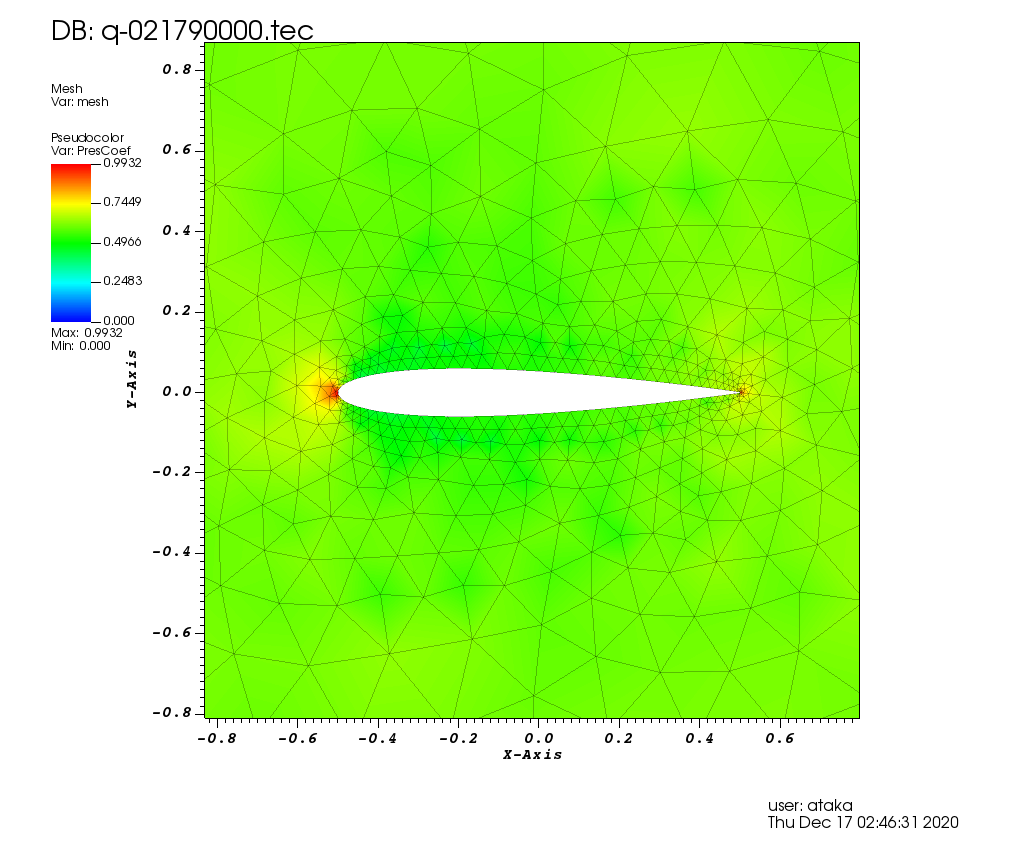 DB: q-021790000.tec
Mesh
Var: mesh
Pseudocolor
Var: PresCoef
0.9932
0.7449
0.4966
0.2483
0.000
Max: 0.9932
Min: 0.000
Y-Axis
0.8
0.6
0.4
0.2
0.0
-0.2
-0.4
-0.6
-0.8
-0.8 -0.6 -0.4 -0.2 0.0 0.2 0.4 0.6
X-Axis
user: ataka
Thu Dec 17 02:46:31 2020